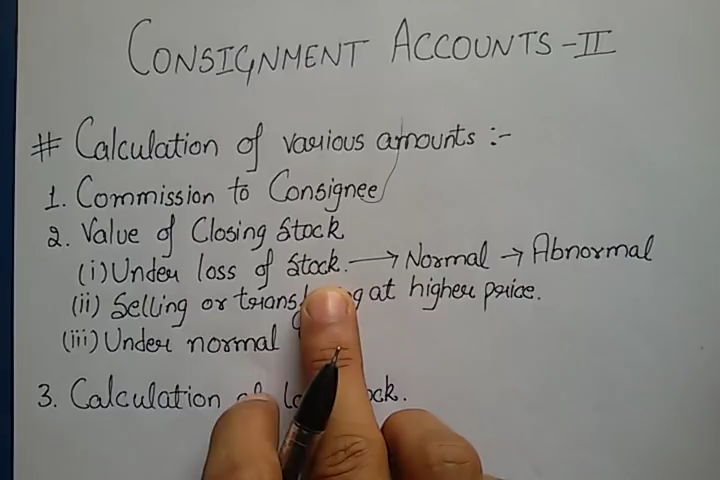 CONSIGNMENT ACCOUNTS-II
# Calculation of various amounts :-
1. Commission to Consignee
2. Value of Closing Stock
(i) Under loss of Stock. → Normal → Abnormal
(ii) Selling or at higher price.
(iii) Under normal
3. Calculation